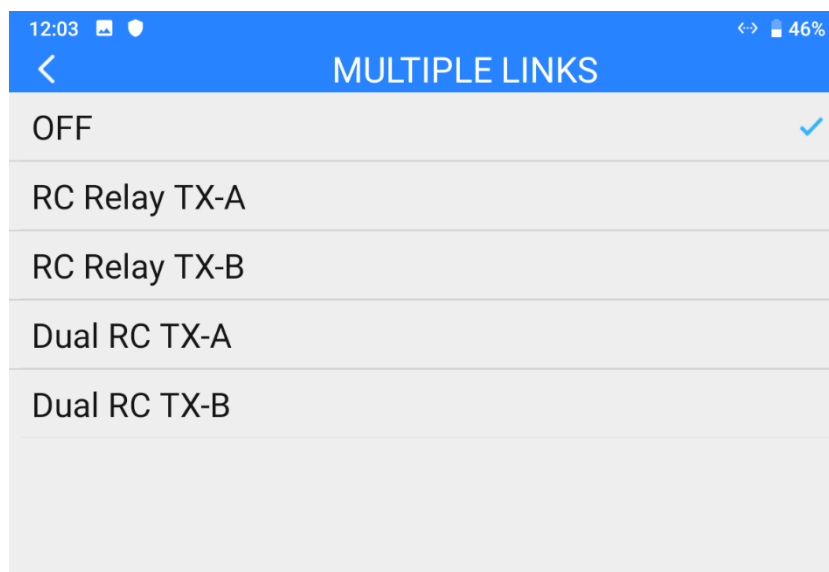 12:03 46%
MULTIPLE LINKS
OFF
RC Relay TX-A
RC Relay TX-B
Dual RC TX-A
Dual RC TX-B